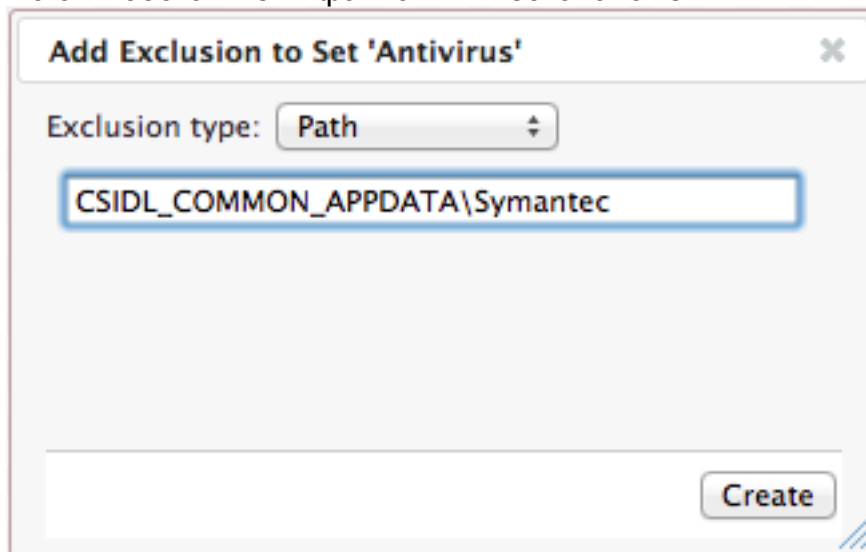 Add Exclusion to Set 'Antivirus'
Exclusion type: Path
CSIDL_COMMON_APPDATA\Symantec
Create